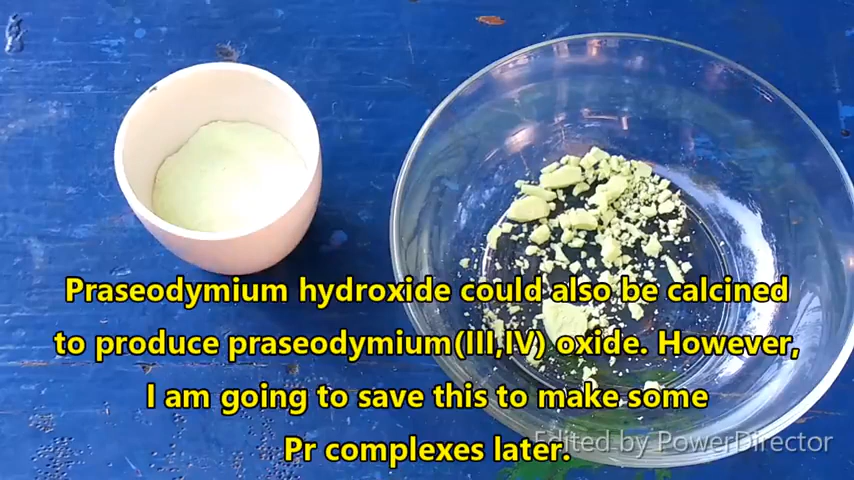 Praseodymium hydroxide could also be calcined
to produce praseodymium(III,IV) oxide. However,
I am going to save this to make some
Pr complexes later.
Edited by PowerDirector